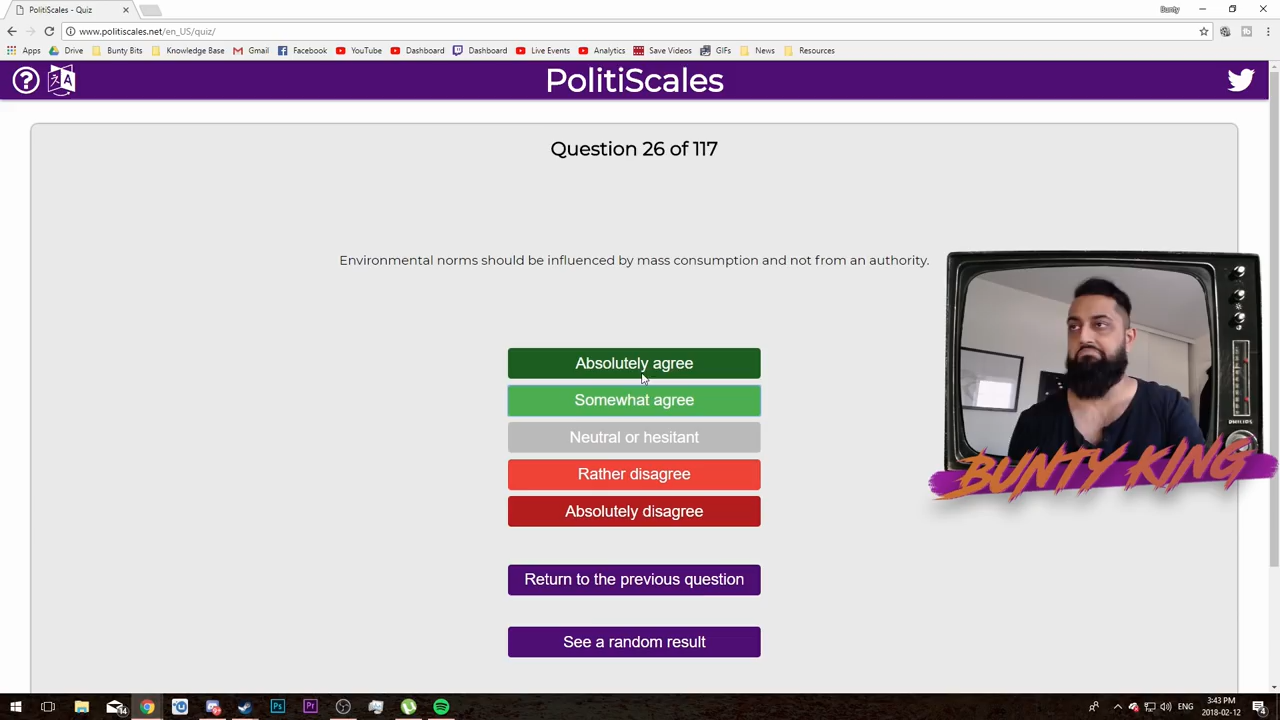 PolitiScales - Quiz
Bunty
www.politiscales.net/en_US/quiz/
Apps Drive Bunty Bits Knowledge Base Gmail Facebook YouTube Dashboard Dashboard Live Events Analytics Save Videos GIFs News Resources
PolitiScales
Question 26 of 117
Environmental norms should be influenced by mass consumption and not from an authority.
Absolutely agree
Somewhat agree
Neutral or hesitant
Rather disagree
Absolutely disagree
Return to the previous question
See a random result
PHILIPS
BUNTY KING
ENG
3:43 PM
2018-02-12